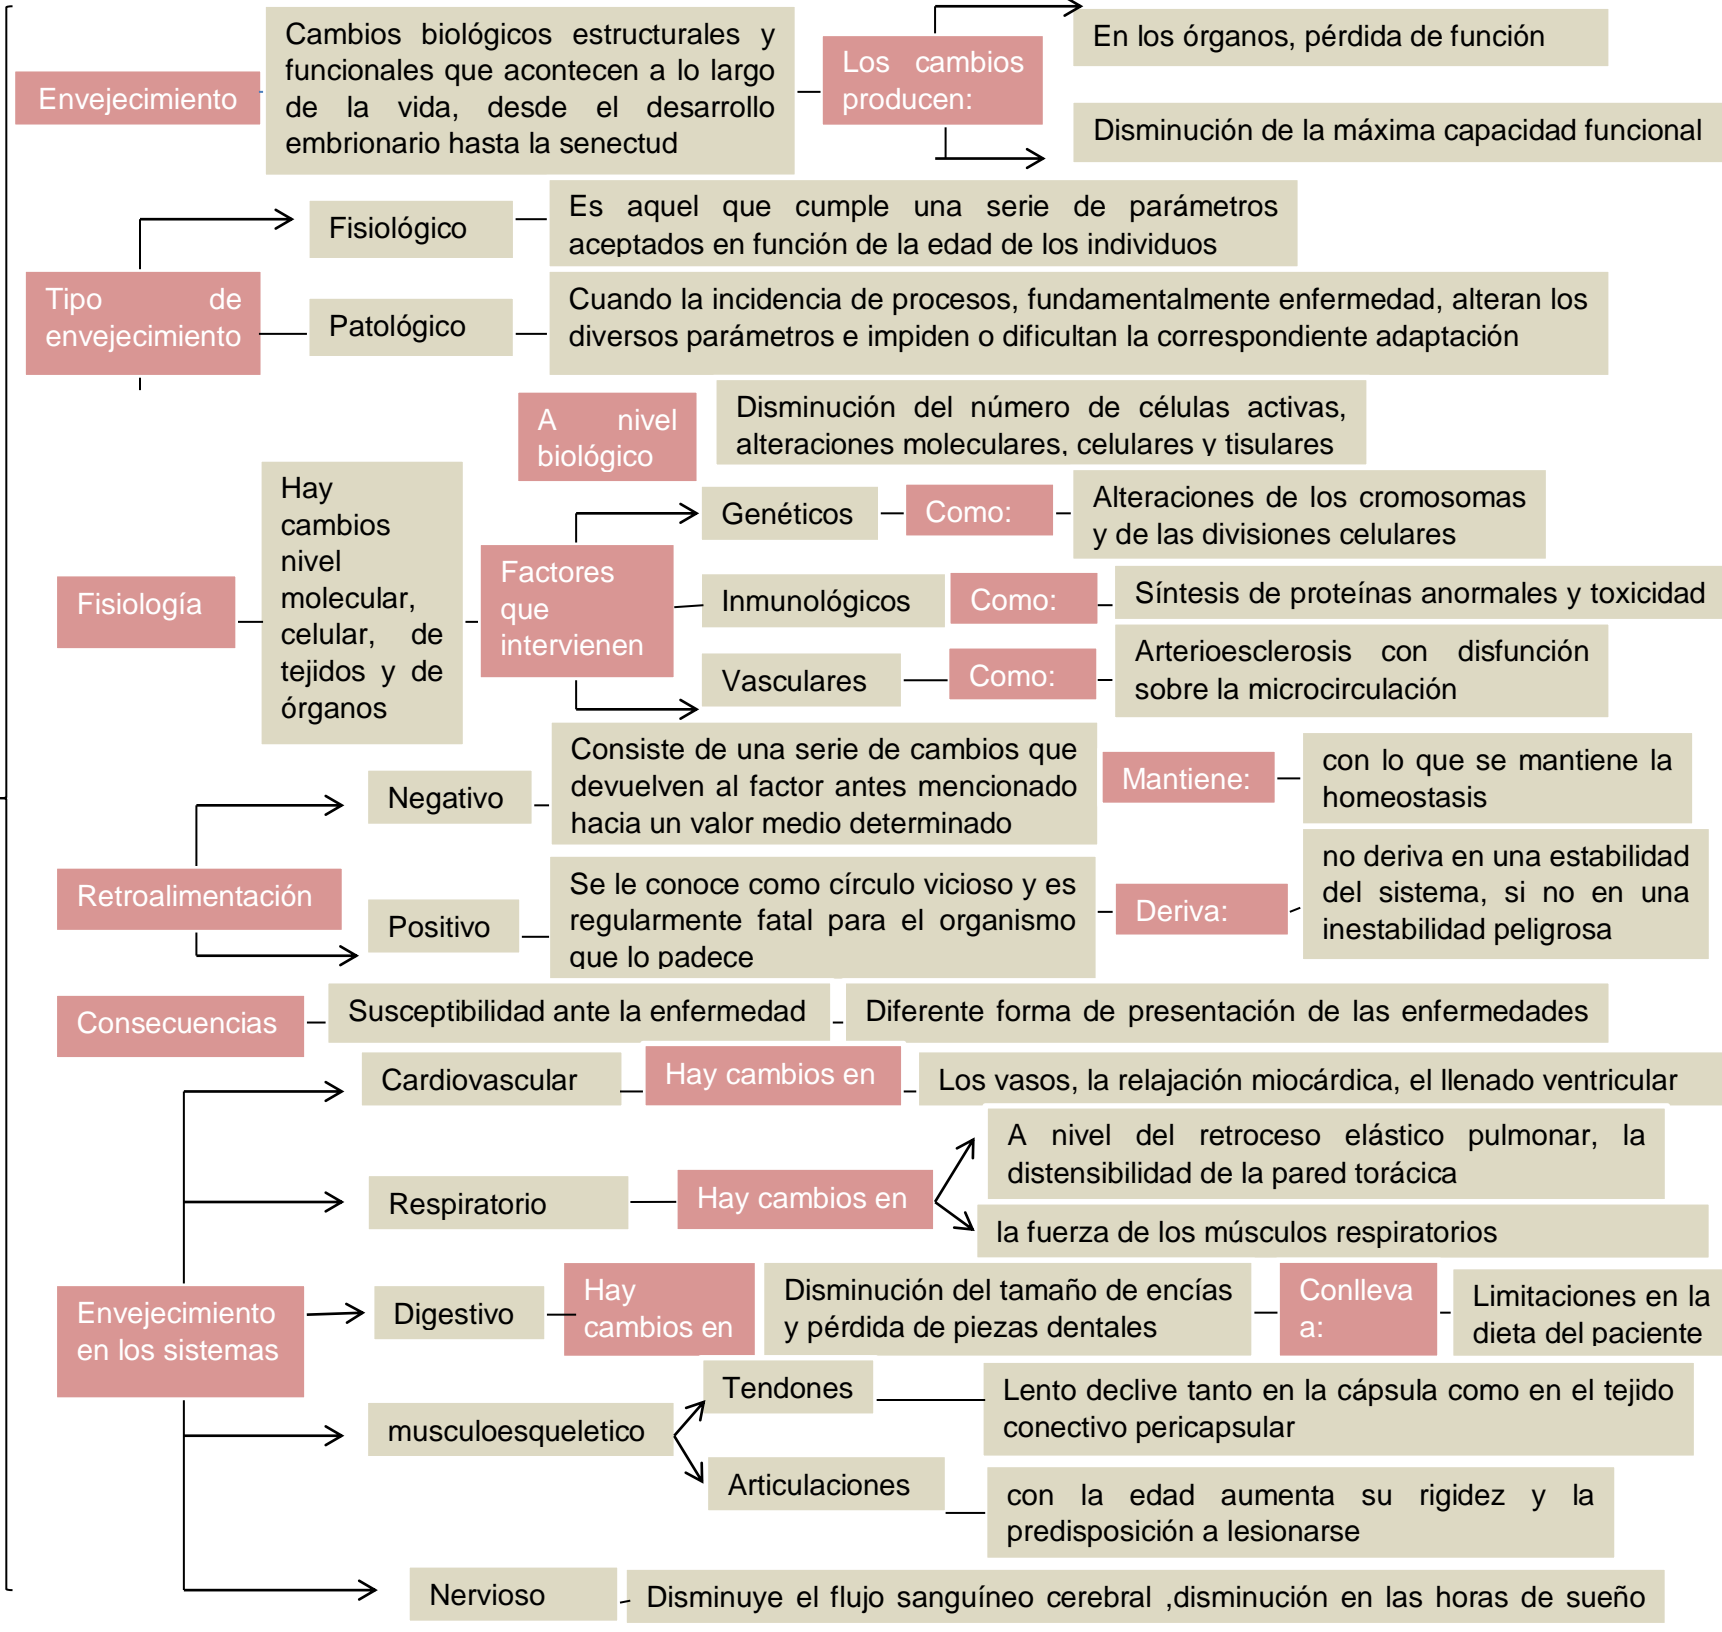 Envejecimiento
Cambios biológicos estructurales y
funcionales que acontecen a lo largo
de la vida, desde el desarrollo
embrionario hasta la senectud
Los cambios
producen:
En los órganos, pérdida de función
Disminución de la máxima capacidad funcional
Tipo de
envejecimiento
Fisiológico
Es aquel que cumple una serie de parámetros
aceptados en función de la edad de los individuos
Patológico
Cuando la incidencia de procesos, fundamentalmente enfermedad, alteran los
diversos parámetros e impiden o dificultan la correspondiente adaptación
A nivel
biológico
Disminución del número de células activas,
alteraciones moleculares, celulares y tisulares
Fisiología
Hay
cambios
nivel
molecular,
celular, de
tejidos y de
órganos
Factores
que
intervienen
Genéticos
Como:
Alteraciones de los cromosomas
y de las divisiones celulares
Inmunológicos
Como:
Síntesis de proteínas anormales y toxicidad
Vasculares
Como:
Arterioesclerosis con disfunción
sobre la microcirculación
Retroalimentación
Negativo
Consiste de una serie de cambios que
devuelven al factor antes mencionado
hacia un valor medio determinado
Mantiene:
con lo que se mantiene la
homeostasis
Positivo
Se le conoce como círculo vicioso y es
regularmente fatal para el organismo
que lo padece
Deriva:
no deriva en una estabilidad
del sistema, si no en una
inestabilidad peligrosa
Consecuencias
Susceptibilidad ante la enfermedad
Diferente forma de presentación de las enfermedades
Envejecimiento
en los sistemas
Cardiovascular
Hay cambios en
Los vasos, la relajación miocárdica, el llenado ventricular
Respiratorio
Hay cambios en
A nivel del retroceso elástico pulmonar, la
distensibilidad de la pared torácica
la fuerza de los músculos respiratorios
Digestivo
Hay
cambios en
Disminución del tamaño de encías
y pérdida de piezas dentales
Conlleva
a:
Limitaciones en la
dieta del paciente
musculoesqueletico
Tendones
Lento declive tanto en la cápsula como en el tejido
conectivo pericapsular
Articulaciones
con la edad aumenta su rigidez y la
predisposición a lesionarse
Nervioso
Disminuye el flujo sanguíneo cerebral ,disminución en las horas de sueño